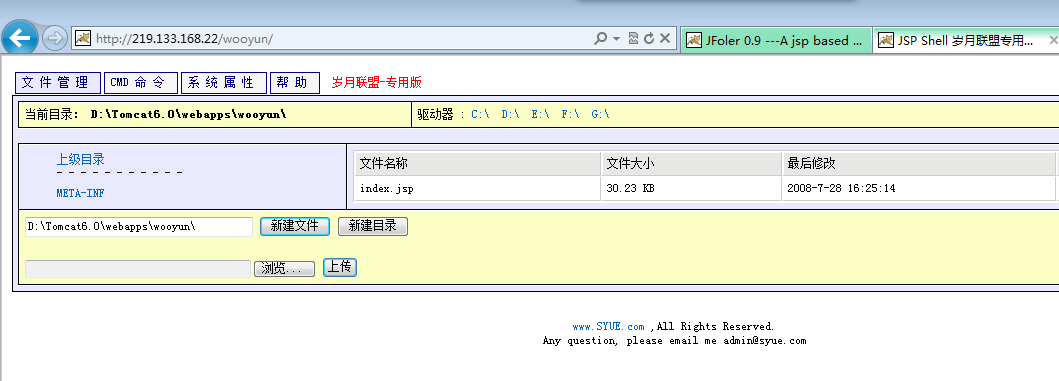 http://219.133.168.22/wooyun/
JFoler 0.9 ---A jsp based ...
JSP Shell 岁月联盟专用...
文件管理 CMD 命令 系统属性 帮助 岁月联盟-专用版
当前目录: D:\Tomcat6.0\webapps\wooyun\ 驱动器 : C:\ D:\ E:\ F:\ G:\
上级目录
- - - - - - - - - - -
META-INF
文件名称 文件大小 最后修改
index.jsp 30.23 KB 2008-7-28 16:25:14
D:\Tomcat6.0\webapps\wooyun\ 新建文件 新建目录
浏览... 上传
www.SYUE.com ,All Rights Reserved.
Any question, please email me admin@syue.com